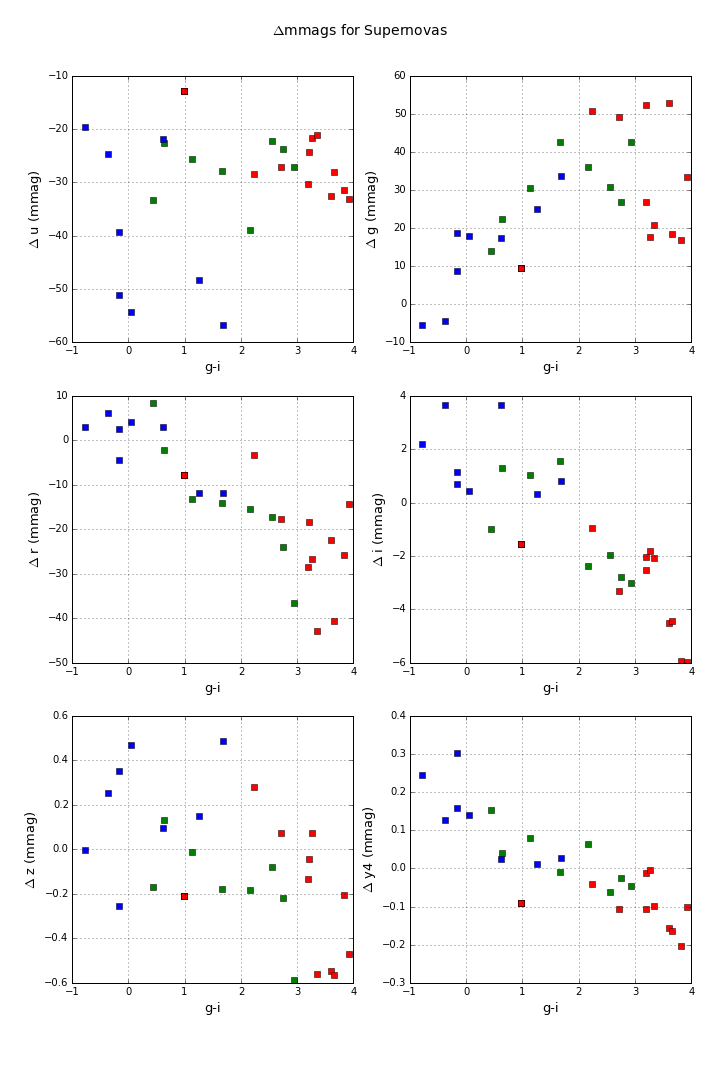 Δmmags for Supernovas
−10
−20
−30
−40
−50
−60
Δ u (mmag)
−1 0 1 2 3 4
g-i
60
50
40
30
20
10
0
−10
Δ g (mmag)
−1 0 1 2 3 4
g-i
10
0
−10
−20
−30
−40
−50
Δ r (mmag)
−1 0 1 2 3 4
g-i
4
2
0
−2
−4
−6
Δ i (mmag)
−1 0 1 2 3 4
g-i
0.6
0.4
0.2
0.0
−0.2
−0.4
−0.6
Δ z (mmag)
−1 0 1 2 3 4
g-i
0.4
0.3
0.2
0.1
0.0
−0.1
−0.2
−0.3
Δ y4 (mmag)
−1 0 1 2 3 4
g-i